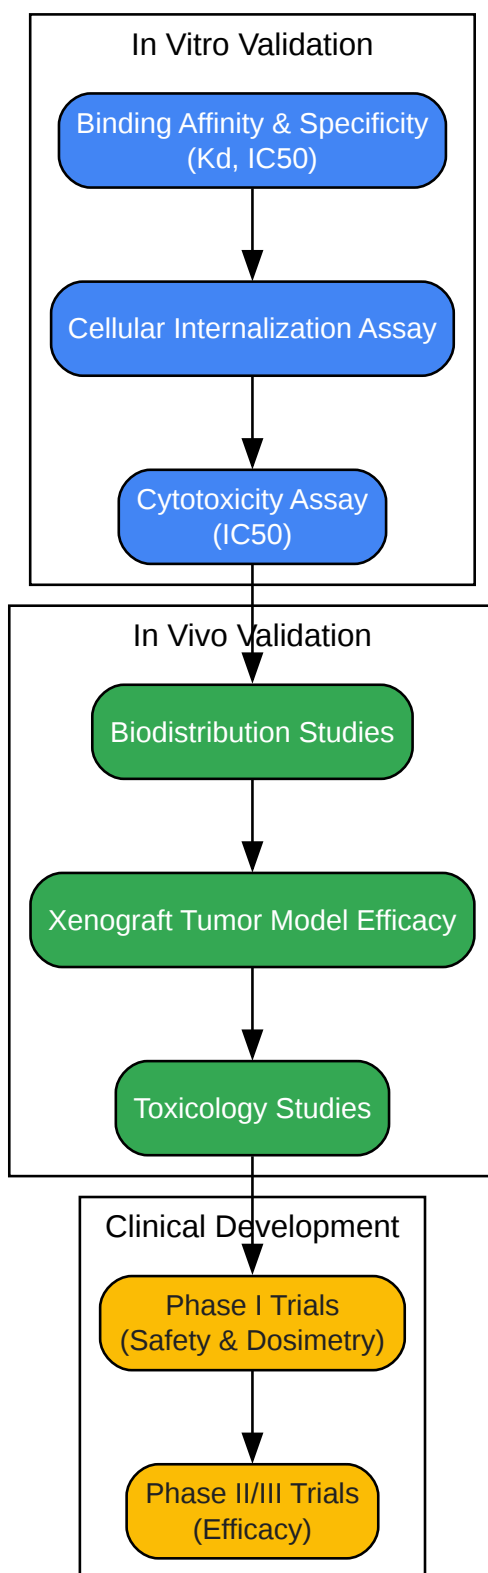 In Vitro Validation
Binding Affinity & Specificity
(Kd, IC50)
Cellular Internalization Assay
Cytotoxicity Assay
(IC50)
In Vivo Validation
Biodistribution Studies
Xenograft Tumor Model Efficacy
Toxicology Studies
Clinical Development
Phase I Trials
(Safety & Dosimetry)
Phase II/III Trials
(Efficacy)